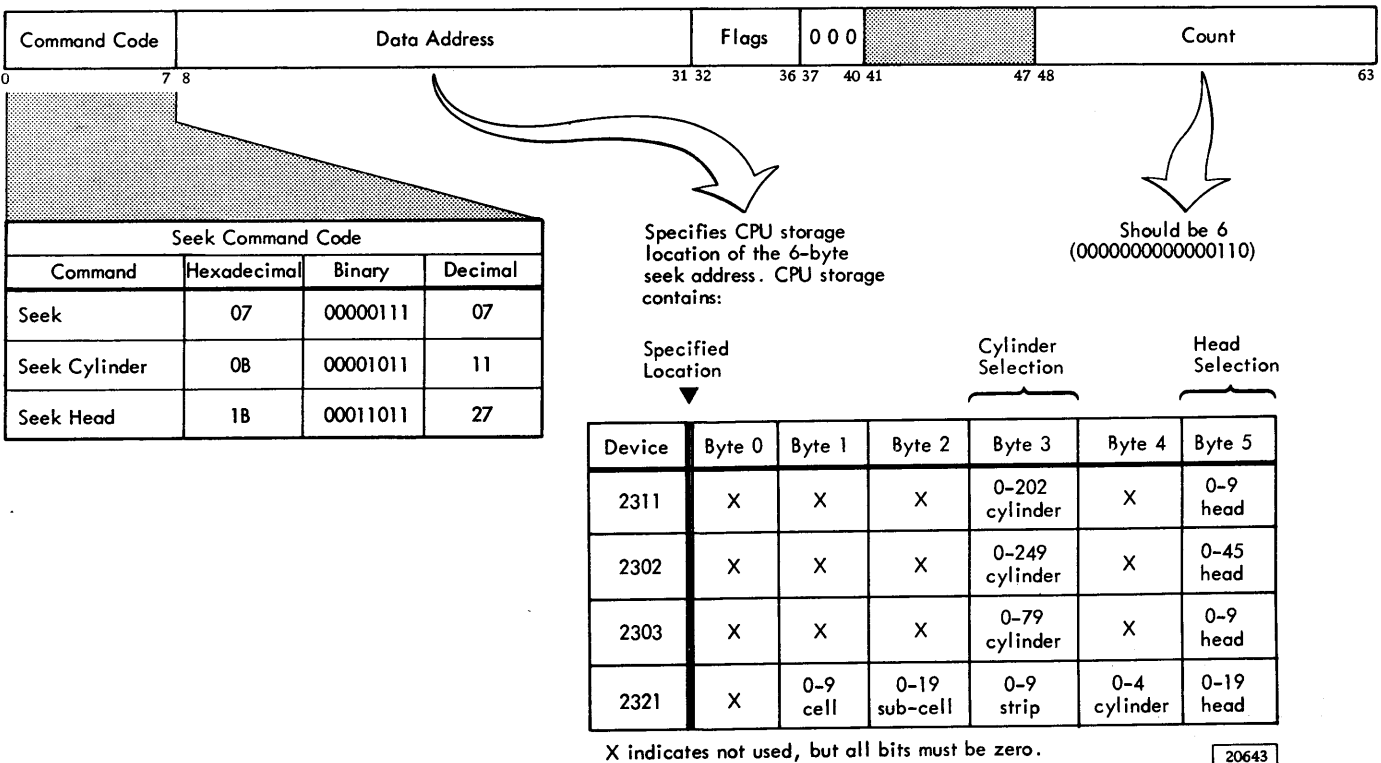 Command Code Data Address Flags 0 0 0 Count
0 7 8 31 32 36 37 40 41 47 48 63
Seek Command Code
Command Hexadecimal Binary Decimal
Seek 07 00000111 07
Seek Cylinder 0B 00001011 11
Seek Head 1B 00011011 27
Specifies CPU storage
location of the 6-byte
seek address. CPU storage
contains:
Should be 6
(0000000000000110)
Specified
Location
Cylinder
Selection
Head
Selection
Device Byte 0 Byte 1 Byte 2 Byte 3 Byte 4 Byte 5
2311 X X X 0-202 cylinder X 0-9 head
2302 X X X 0-249 cylinder X 0-45 head
2303 X X X 0-79 cylinder X 0-9 head
2321 X 0-9 cell 0-19 sub-cell 0-9 strip 0-4 cylinder 0-19 head
X indicates not used, but all bits must be zero.
20643